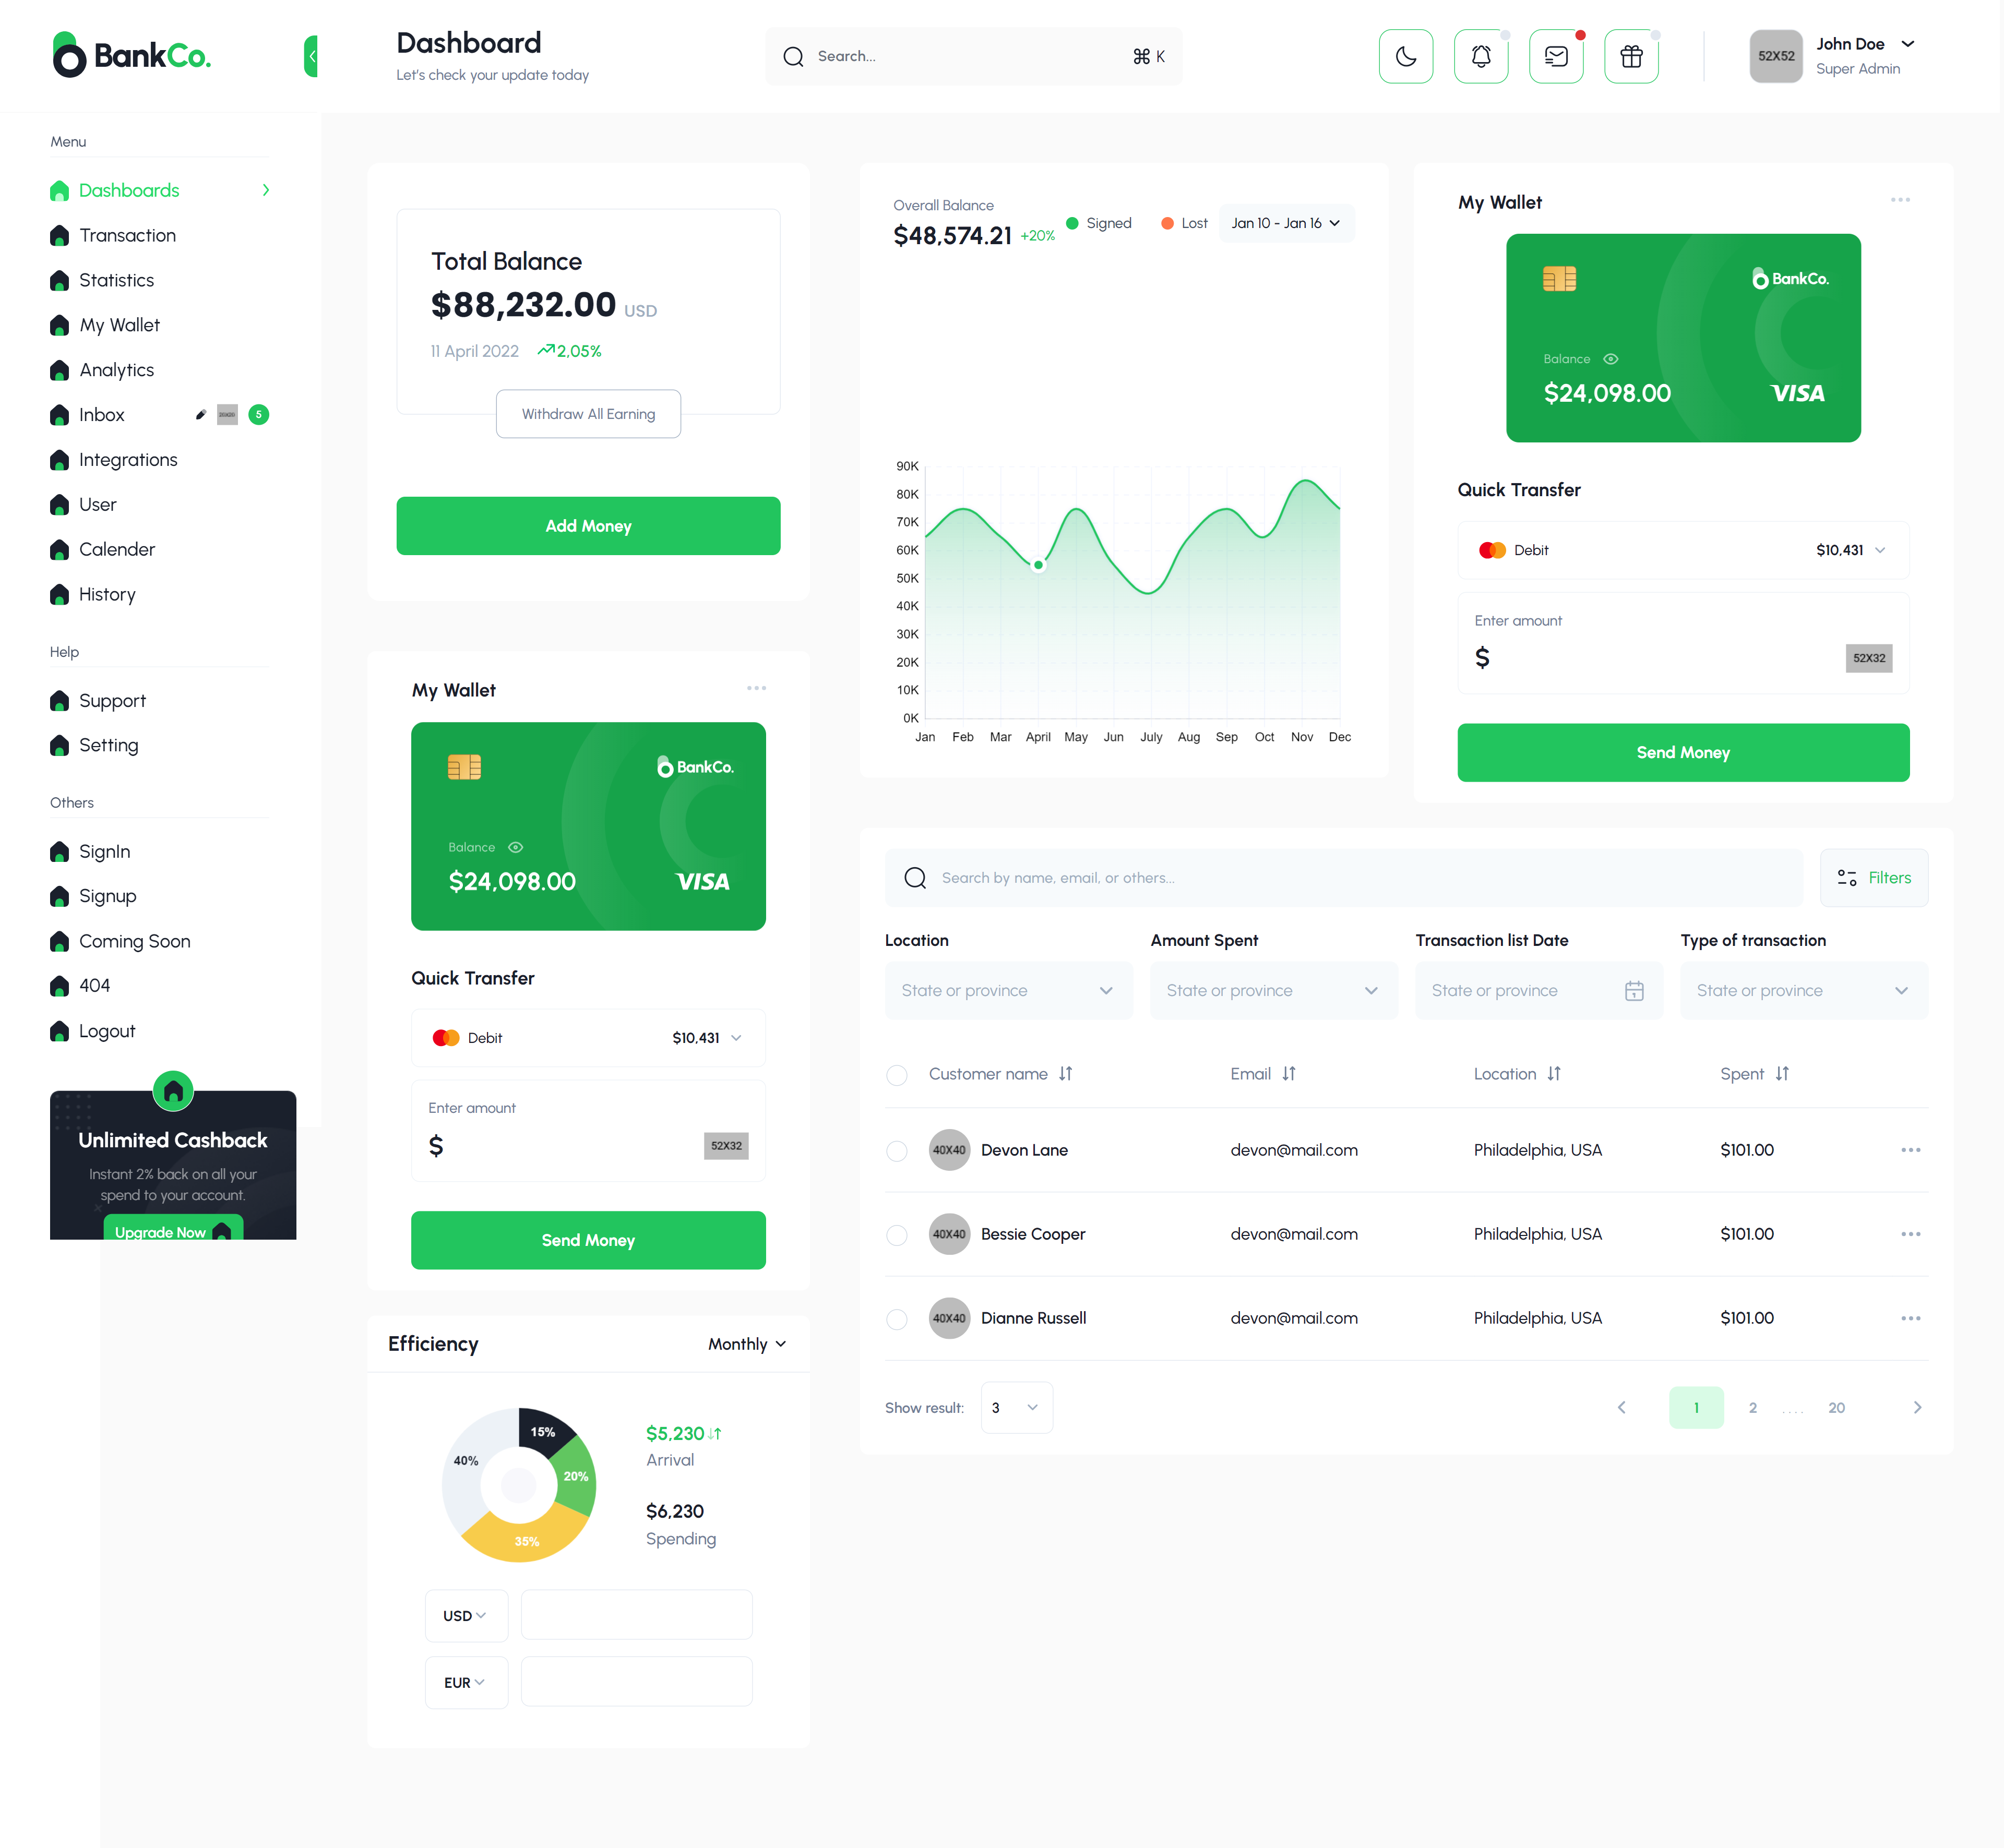 BankCo.
Dashboard
Let's check your update today
Search...
⌘ K
52X52
John Doe
Super Admin
Menu
Dashboards
Transaction
Statistics
My Wallet
Analytics
Inbox
5
Integrations
User
Calender
History
Help
Support
Setting
Others
SignIn
Signup
Coming Soon
404
Logout
Unlimited Cashback
Instant 2% back on all your
spend to your account.
Upgrade Now
Total Balance
$88,232.00 USD
11 April 2022 2,05%
Withdraw All Earning
Add Money
My Wallet
BankCo.
Balance
$24,098.00
VISA
Quick Transfer
Debit
$10,431
Enter amount
$
52X32
Send Money
Efficiency
Monthly
15%
20%
35%
40%
$5,230
Arrival
$6,230
Spending
USD
EUR
Overall Balance
$48,574.21 +20%
Signed
Lost
Jan 10 - Jan 16
90K
80K
70K
60K
50K
40K
30K
20K
10K
0K
Jan Feb Mar April May Jun July Aug Sep Oct Nov Dec
My Wallet
BankCo.
Balance
$24,098.00
VISA
Quick Transfer
Debit
$10,431
Enter amount
$
52X32
Send Money
Search by name, email, or others...
Filters
Location
Amount Spent
Transaction list Date
Type of transaction
State or province
State or province
State or province
State or province
Customer name Email Location Spent
40X40 Devon Lane devon@mail.com Philadelphia, USA $101.00
40X40 Bessie Cooper devon@mail.com Philadelphia, USA $101.00
40X40 Dianne Russell devon@mail.com Philadelphia, USA $101.00
Show result: 3
1 2 .... 20